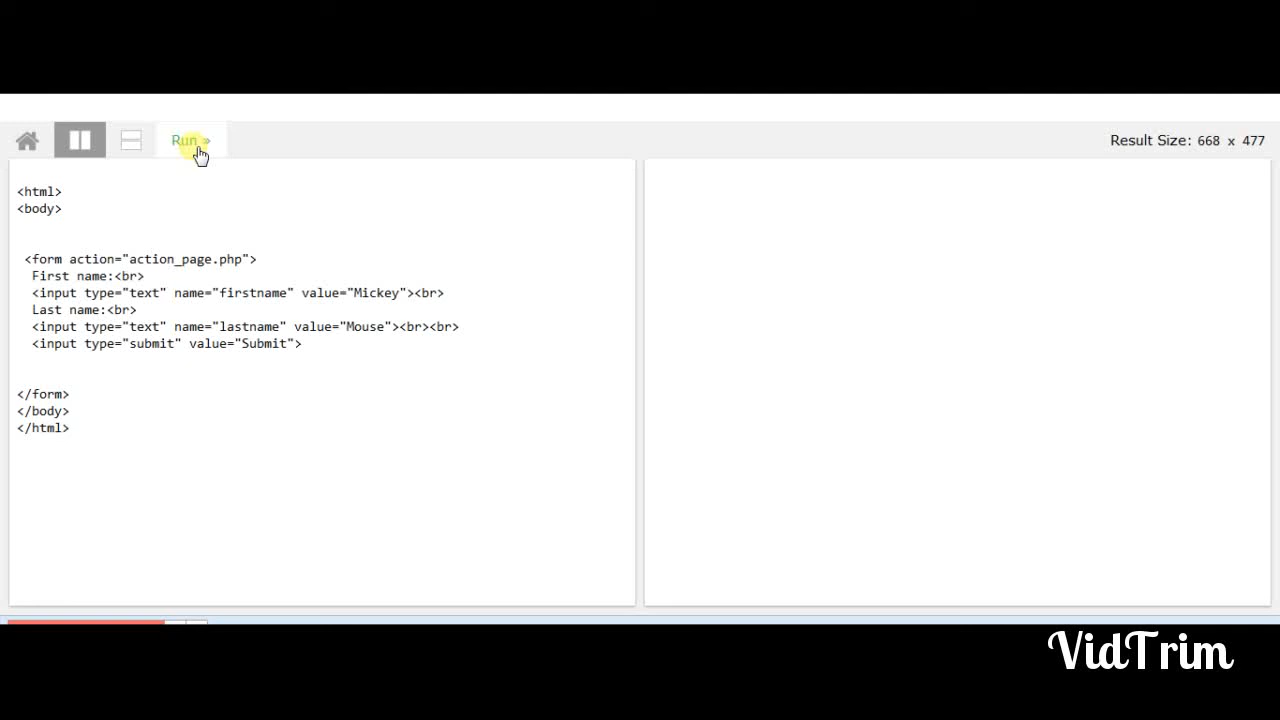 Run »
Result Size: 668 x 477
<html>
<body>
<form action="action_page.php">
First name:<br>
<input type="text" name="firstname" value="Mickey"><br>
Last name:<br>
<input type="text" name="lastname" value="Mouse"><br><br>
<input type="submit" value="Submit">
</form>
</body>
</html>
VidTrim